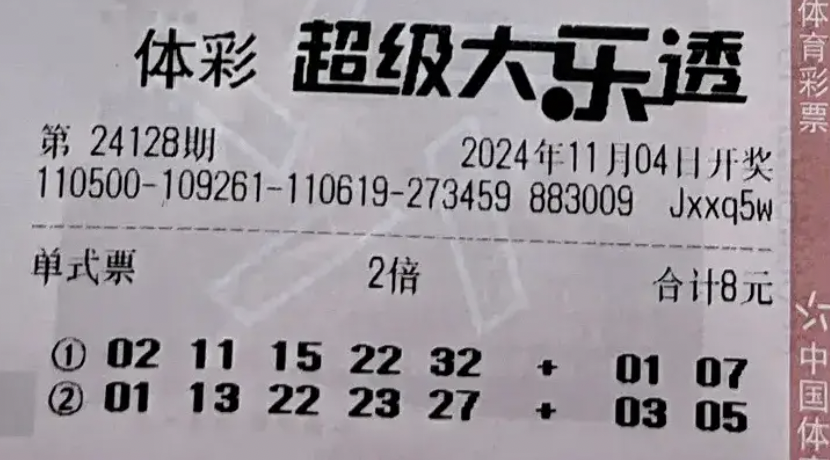 体彩 超级大乐透
第 24128期 2024年11月04日开奖
110500-109261-110619-273459 883009 Jxxq5w
单式票 2倍 合计8元
① 02 11 15 22 32 + 01 07
② 01 13 22 23 27 + 03 05
体育彩票
中国体